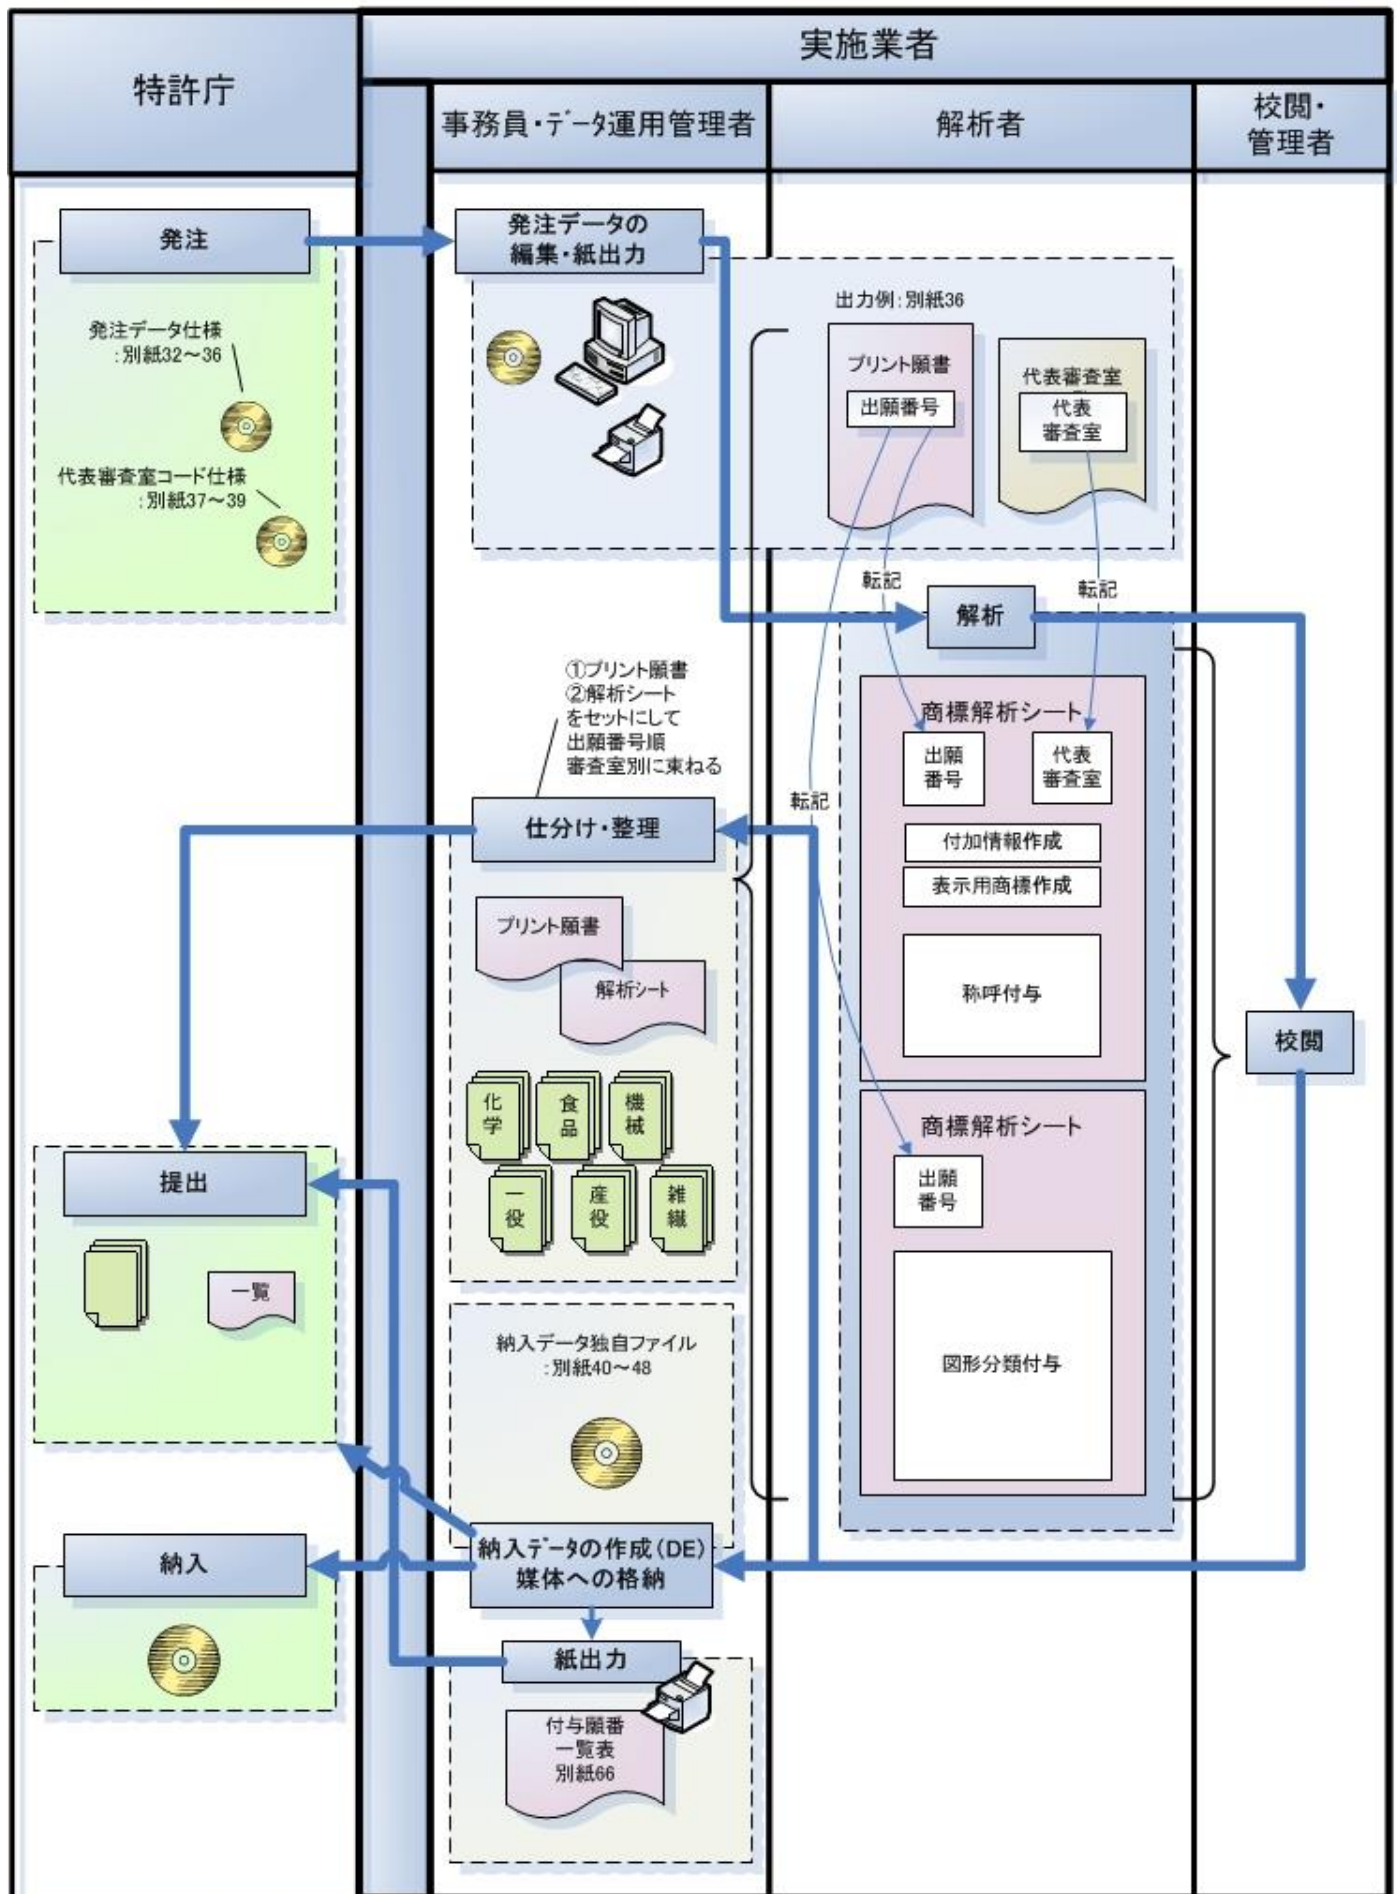 特許庁
実施業者
事務員・データ運用管理者
解析者
校閲・
管理者
発注
発注データ仕様
:別紙32～36
代表審査室コード仕様
:別紙37～39
発注データの
編集・紙出力
出力例:別紙36
プリント願書
出願番号
代表審査室
代表
審査室
転記
転記
転記
解析
商標解析シート
出願
番号
代表
審査室
付加情報作成
表示用商標作成
称呼付与
商標解析シート
出願
番号
図形分類付与
校閲
①プリント願書
②解析シート
をセットにして
出願番号順
審査室別に束ねる
仕分け・整理
プリント願書
解析シート
化学
食品
機械
一役
産役
雑繊
提出
一覧
納入データ独自ファイル
:別紙40～48
納入データの作成(DE)
媒体への格納
納入
紙出力
付与願番
一覧表
別紙66